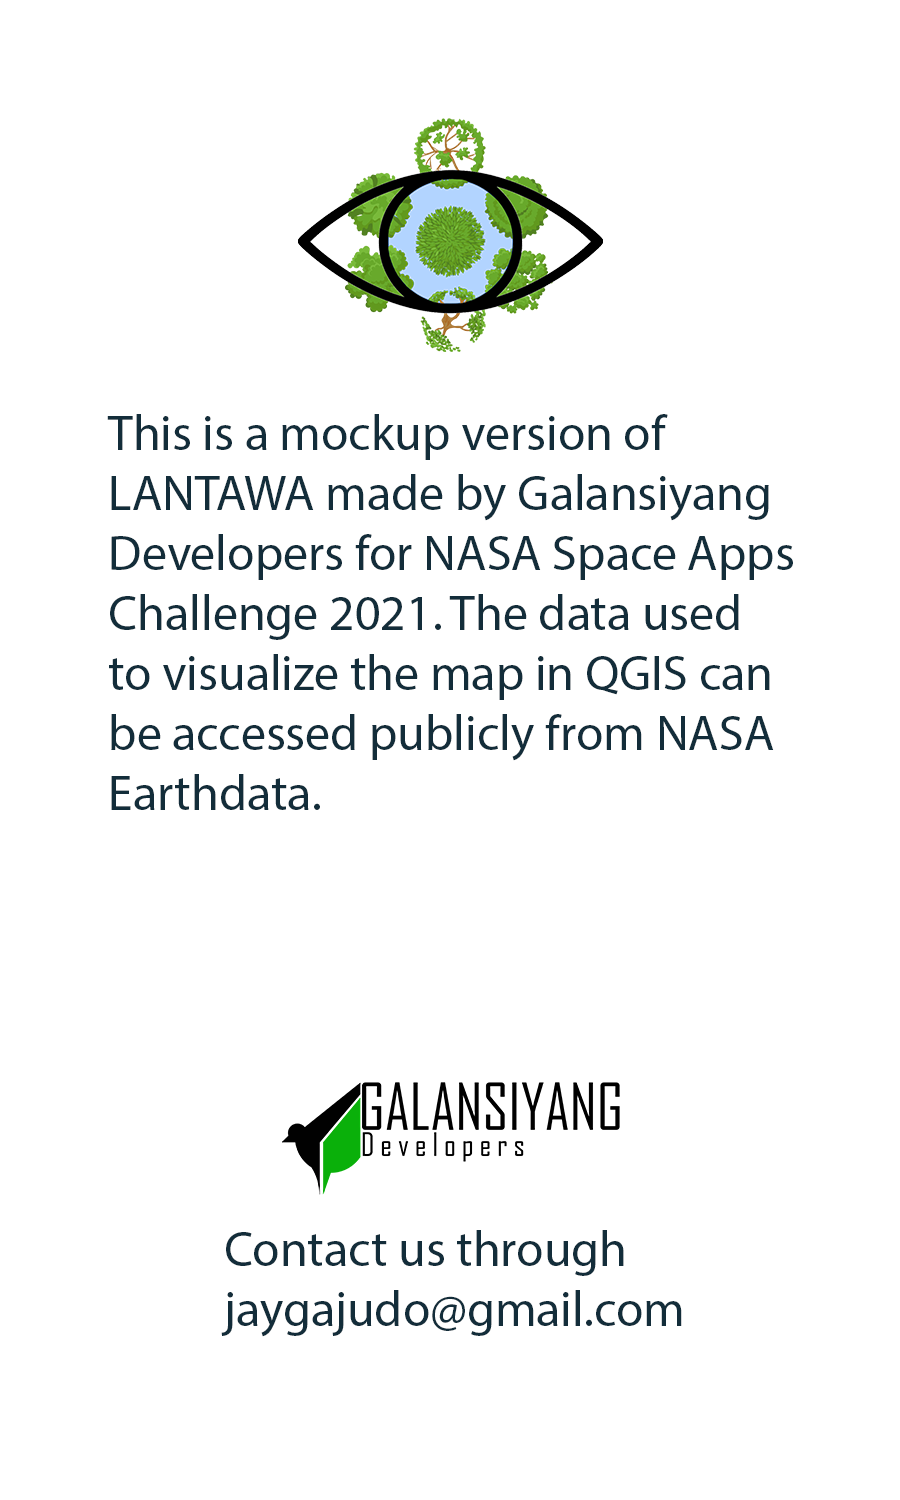 This is a mockup version of
LANTAWA made by Galansiyang
Developers for NASA Space Apps
Challenge 2021. The data used
to visualize the map in QGIS can
be accessed publicly from NASA
Earthdata.
GALANSIYANG
Developers
Contact us through
jaygajudo@gmail.com